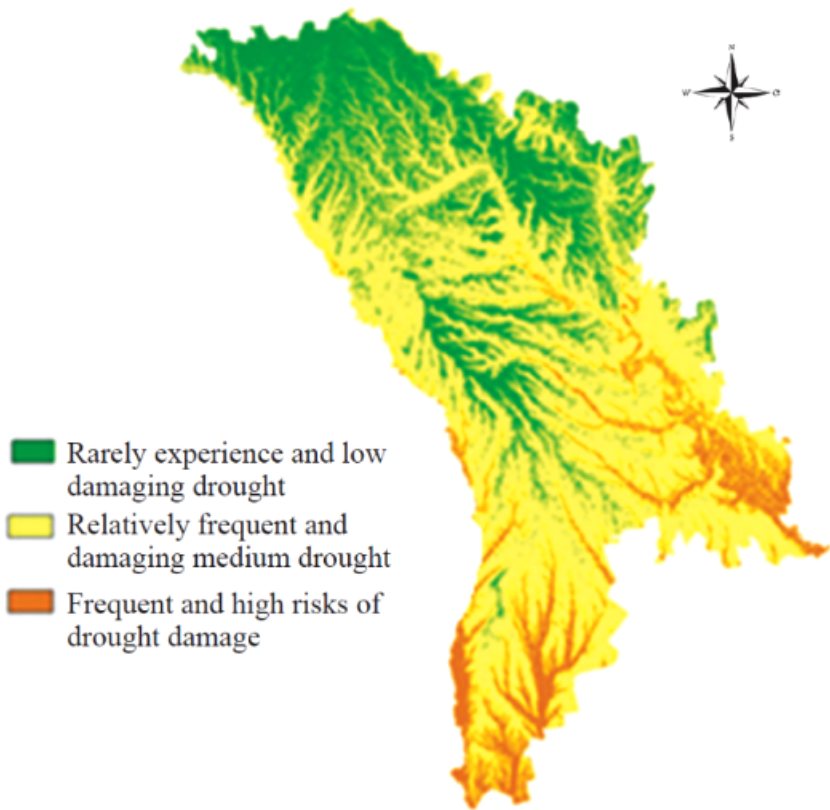 N
W
S
Rarely experience and low
damaging drought
Relatively frequent and
damaging medium drought
Frequent and high risks of
drought damage